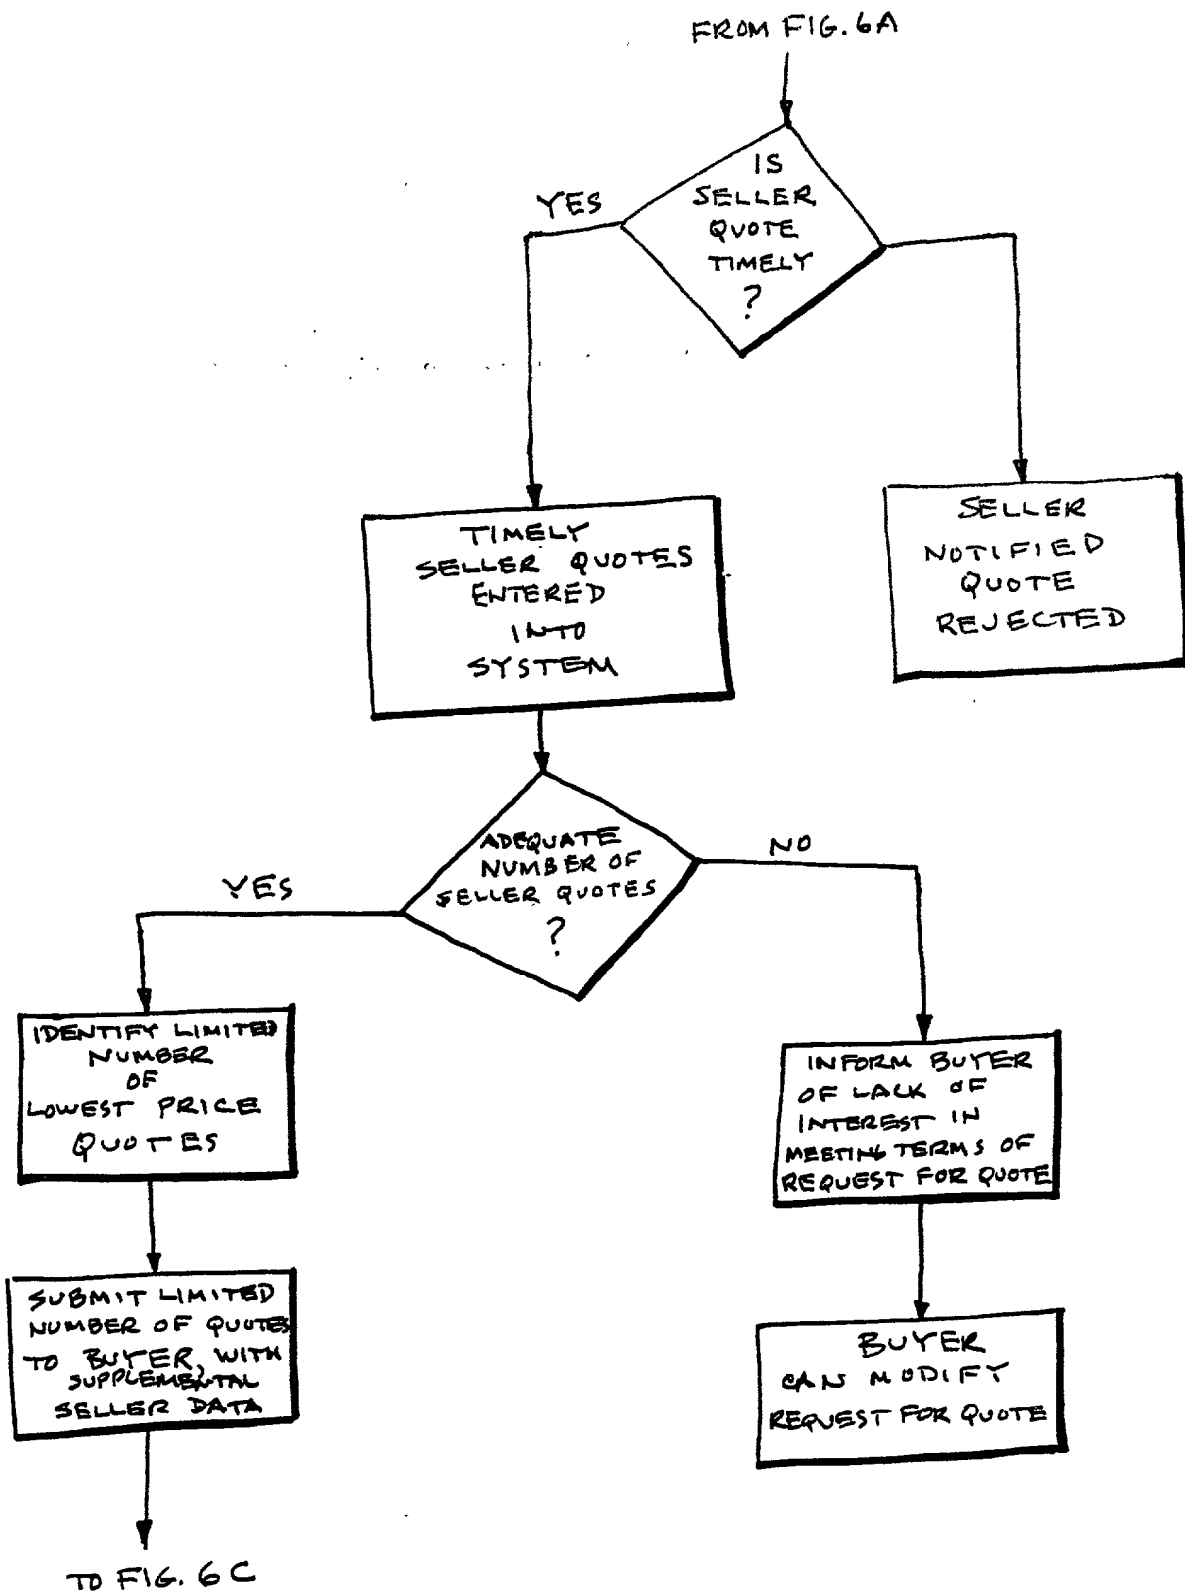 FROM FIG. 6A
IS
SELLER
QUOTE
TIMELY
?
YES
TIMELY
SELLER QUOTES
ENTERED
INTO
SYSTEM
SELLER
NOTIFIED
QUOTE
REJECTED
ADEQUATE
NUMBER OF
SELLER QUOTES
?
YES
NO
IDENTIFY LIMITED
NUMBER
OF
LOWEST PRICE
QUOTES
INFORM BUYER
OF LACK OF
INTEREST IN
MEETING TERMS OF
REQUEST FOR QUOTE
SUBMIT LIMITED
NUMBER OF QUOTES
TO BUYER, WITH
SUPPLEMENTAL
SELLER DATA
BUYER
CAN MODIFY
REQUEST FOR QUOTE
TO FIG. 6C